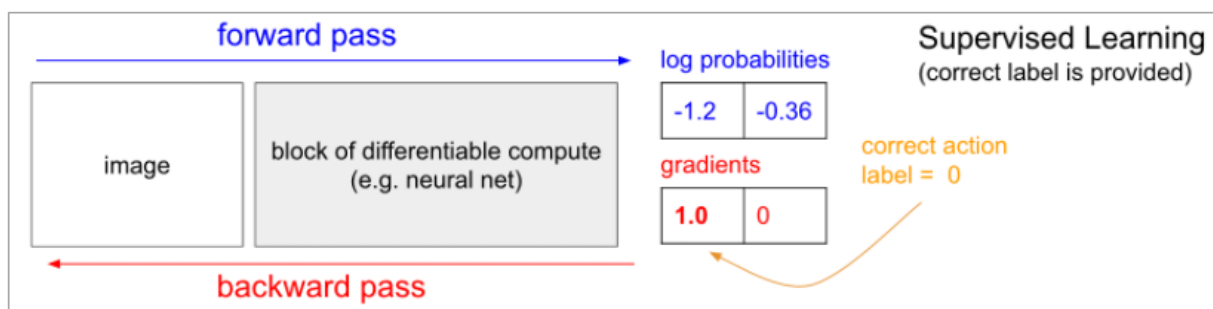 forward pass
Supervised Learning
(correct label is provided)
log probabilities
-1.2 -0.36
image
block of differentiable compute
(e.g. neural net)
correct action
label = 0
gradients
1.0 0
backward pass